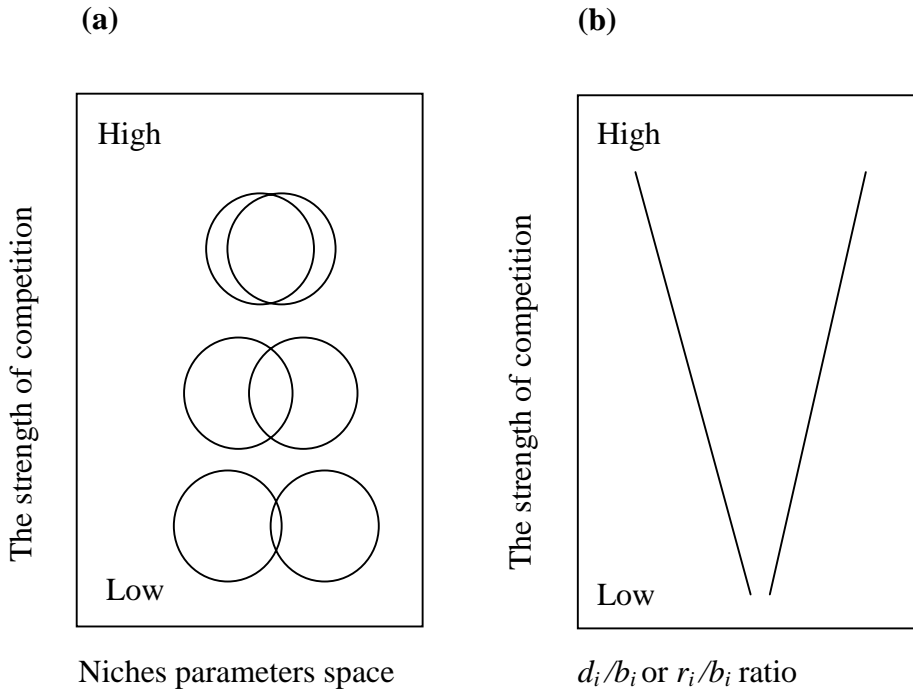 (a)
High
Low
The strength of competition
Niches parameters space
(b)
High
Low
The strength of competition
d_i/b_i or r_i/b_i ratio